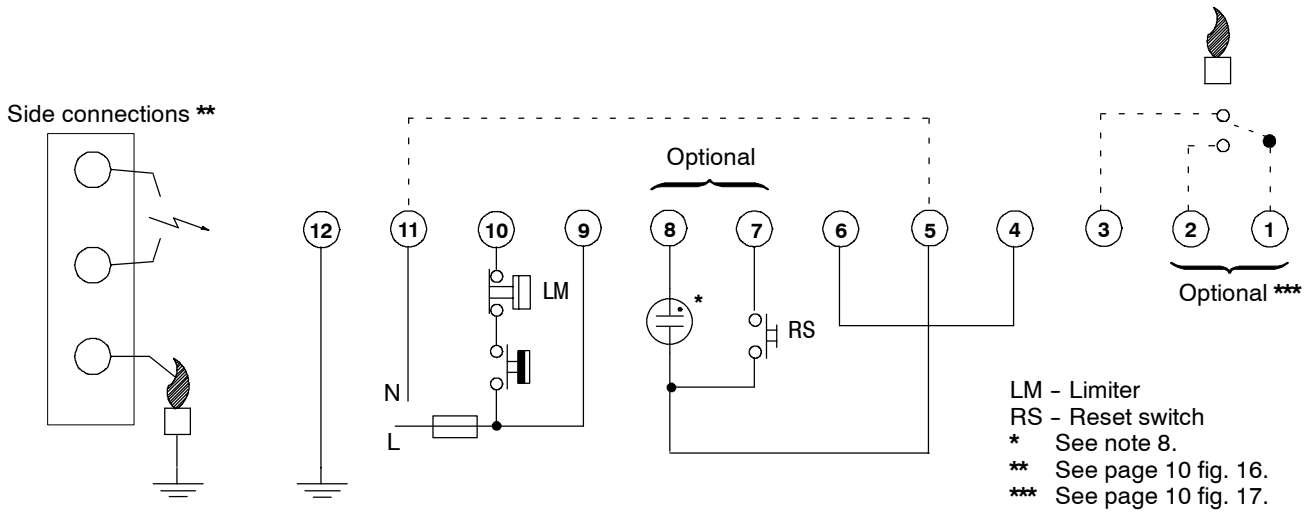 Side connections **
Optional
12
11
10
9
8
7
6
5
4
3
2
1
LM
*
RS
Optional ***
N
L
LM - Limiter
RS - Reset switch
* See note 8.
** See page 10 fig. 16.
*** See page 10 fig. 17.